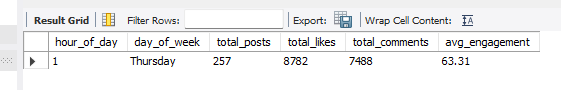 Result Grid Filter Rows: Export: Wrap Cell Content:
hour_of_day day_of_week total_posts total_likes total_comments avg_engagement
1 Thursday 257 8782 7488 63.31